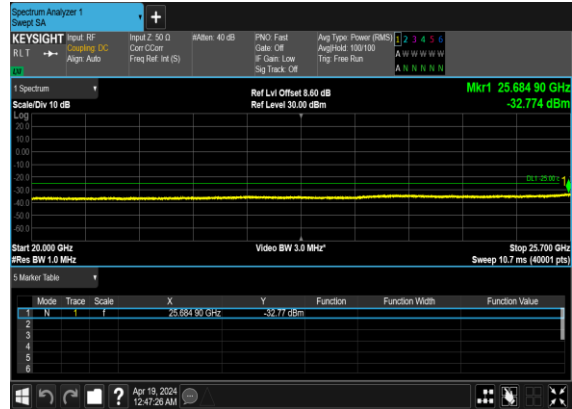 Spectrum Analyzer 1
Swept SA
+
KEYSIGHT Input: RF Input Z: 50 Ω #Atten: 40 dB PNO: Fast Avg Type: Power (RMS) 1 2 3 4 5 6
RLT Coupling: DC Corr CCorr Gate: Off Avg|Hold: 100/100 A W W W W W
Align: Auto Freq Ref: Int (S) IF Gain: Low Trig: Free Run
Sig Track: Off A N N N N N
1 Spectrum Ref Lvl Offset 8.60 dB Mkr1 25.684 90 GHz
Scale/Div 10 dB Ref Level 30.00 dBm -32.774 dBm
Log
20.0
10.0
0.00
-10.0
-20.0
DL1 -25.00 1
-30.0
-40.0
-50.0
-60.0
Start 20.000 GHz Video BW 3.0 MHz* Stop 25.700 GHz
#Res BW 1.0 MHz Sweep 10.7 ms (40001 pts)
5 Marker Table
Mode Trace Scale X Y Function Function Width Function Value
1 N 1 f 25.684 90 GHz -32.77 dBm
2
3
4
5
6
? Apr 19, 2024
12:47:26 AM